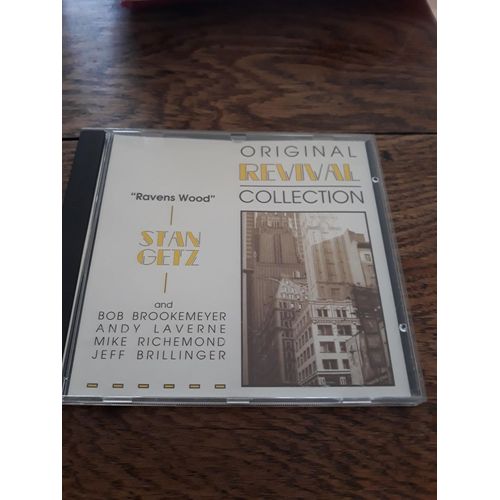 ORIGINAL
REVIVAL
COLLECTION
"Ravens Wood"
STAN
GETZ
and
BOB BROOKEMEYER
ANDY LAVERNE
MIKE RICHEMOND
JEFF BRILLINGER